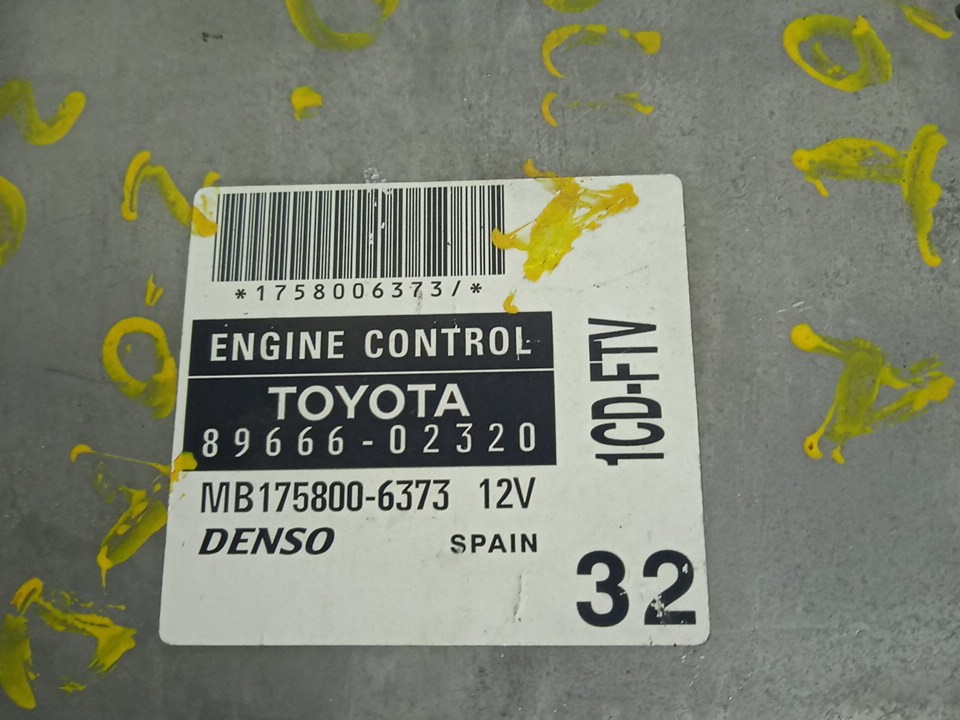 *1758006373/*
ENGINE CONTROL
TOYOTA
89666-02320
MB175800-6373 12V
DENSO SPAIN
1CD-FTV
32